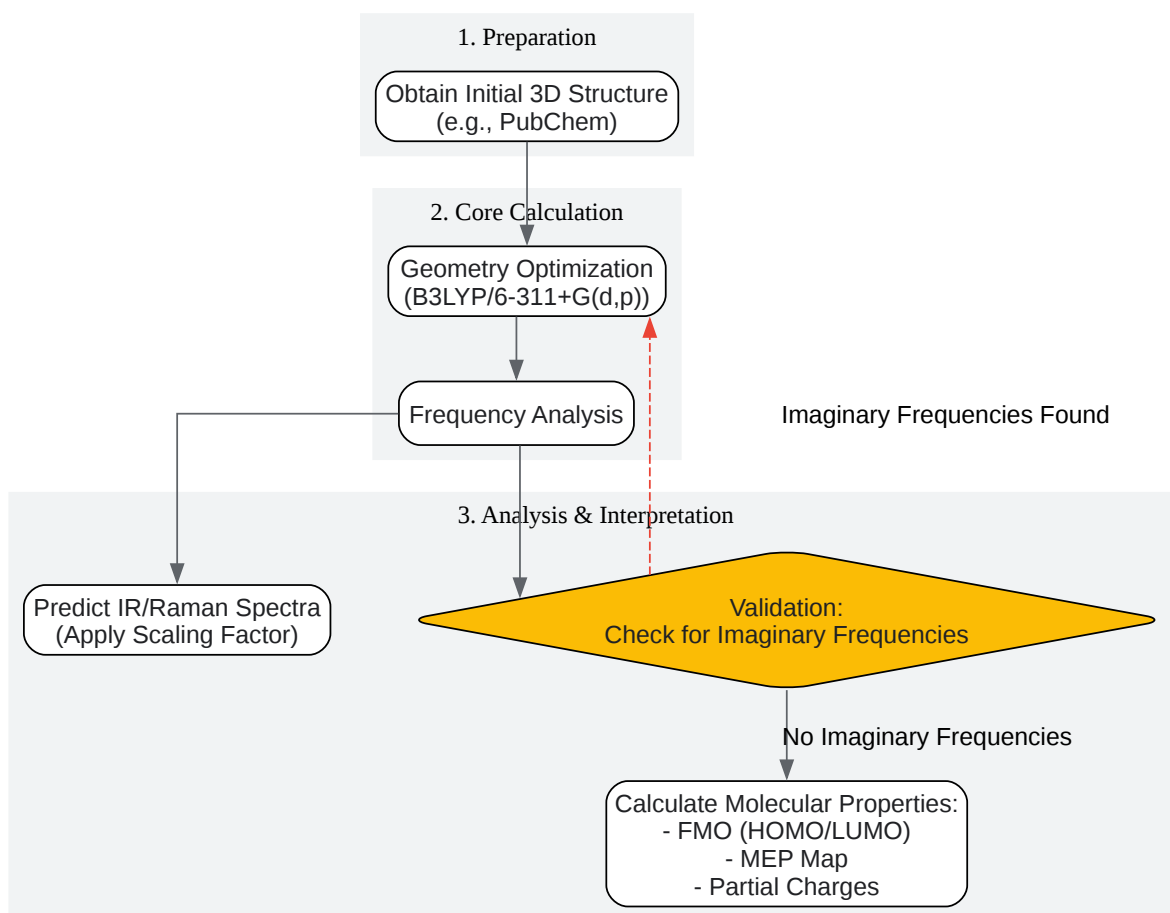 1. Preparation
Obtain Initial 3D Structure
(e.g., PubChem)
2. Core Calculation
Geometry Optimization
(B3LYP/6-311+G(d,p))
Frequency Analysis
Imaginary Frequencies Found
3. Analysis & Interpretation
Predict IR/Raman Spectra
(Apply Scaling Factor)
Validation:
Check for Imaginary Frequencies
No Imaginary Frequencies
Calculate Molecular Properties:
- FMO (HOMO/LUMO)
- MEP Map
- Partial Charges